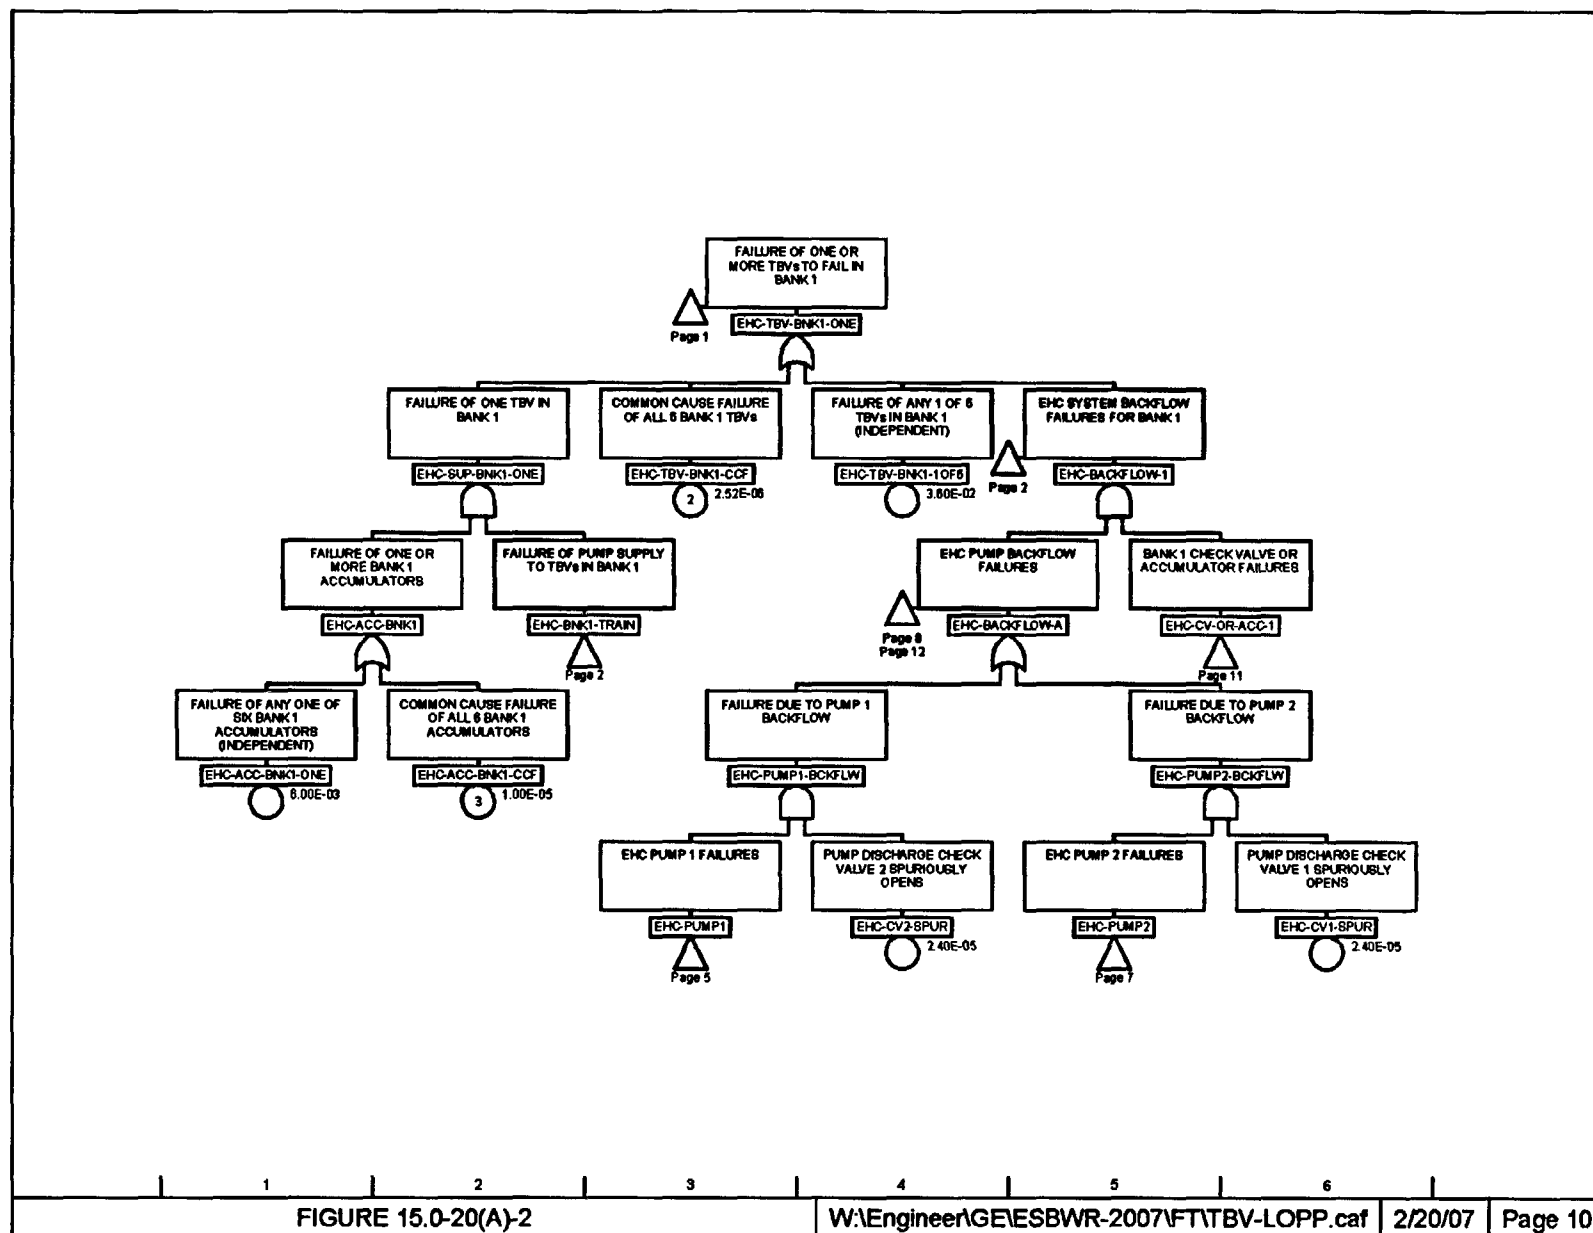 FAILURE OF ONE OR
MORE TBVs TO FAIL IN
BANK 1
Page 1
EHC-TBV-BNK1-ONE
FAILURE OF ONE TBV IN
BANK 1
EHC-SUP-BNK1-ONE
COMMON CAUSE FAILURE
OF ALL 6 BANK 1 TBVs
EHC-TBV-BNK1-CCF
2
2.52E-06
FAILURE OF ANY 1 OF 6
TBVs IN BANK 1
(INDEPENDENT)
EHC-TBV-BNK1-1OF6
3.60E-02
EHC SYSTEM BACKFLOW
FAILURES FOR BANK 1
Page 2
EHC-BACKFLOW-1
FAILURE OF ONE OR
MORE BANK 1
ACCUMULATORS
EHC-ACC-BNK1
FAILURE OF PUMP SUPPLY
TO TBVs IN BANK 1
EHC-BNK1-TRAIN
Page 2
EHC PUMP BACKFLOW
FAILURES
Page 8
Page 12
EHC-BACKFLOW-A
BANK 1 CHECK VALVE OR
ACCUMULATOR FAILURES
EHC-CV-OR-ACC-1
Page 11
FAILURE OF ANY ONE OF
SIX BANK 1
ACCUMULATORS
(INDEPENDENT)
EHC-ACC-BNK1-ONE
6.00E-03
COMMON CAUSE FAILURE
OF ALL 6 BANK 1
ACCUMULATORS
EHC-ACC-BNK1-CCF
3
1.00E-05
FAILURE DUE TO PUMP 1
BACKFLOW
EHC-PUMP1-BCKFLW
FAILURE DUE TO PUMP 2
BACKFLOW
EHC-PUMP2-BCKFLW
EHC PUMP 1 FAILURES
EHC-PUMP1
Page 5
PUMP DISCHARGE CHECK
VALVE 2 SPURIOUSLY
OPENS
EHC-CV2-SPUR
2.40E-05
EHC PUMP 2 FAILURES
EHC-PUMP2
Page 7
PUMP DISCHARGE CHECK
VALVE 1 SPURIOUSLY
OPENS
EHC-CV1-SPUR
2.40E-05
1 2 3 4 5 6
FIGURE 15.0-20(A)-2
W:\Engineer\GE\ESBWR-2007\FT\TBV-LOPP.caf
2/20/07
Page 10